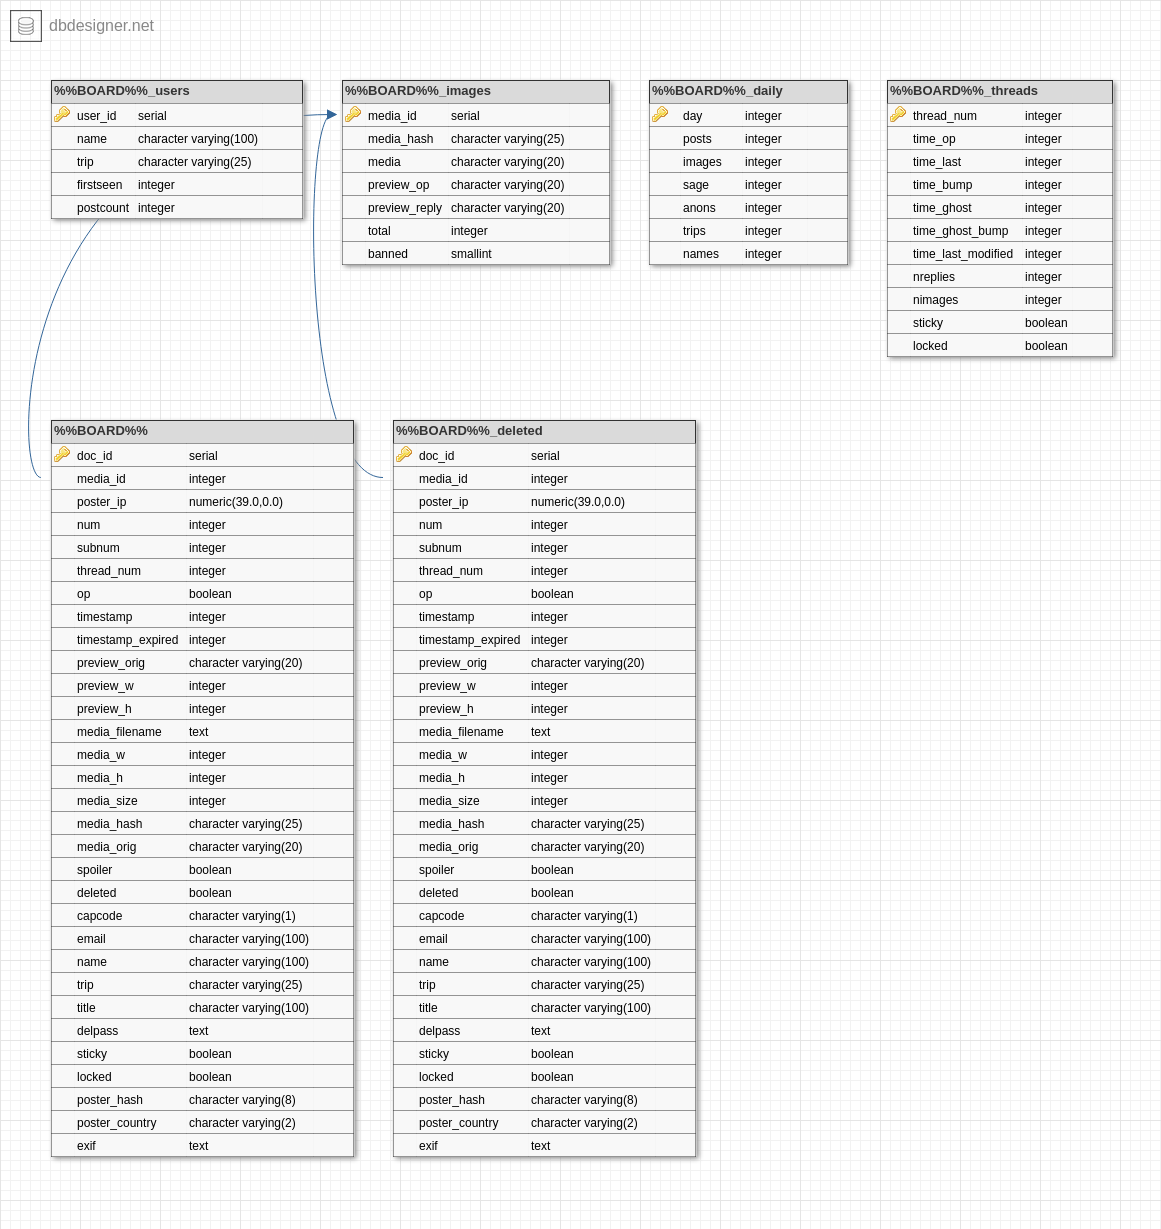 dbdesigner.net
%%BOARD%%_users
user_id serial
name character varying(100)
trip character varying(25)
firstseen integer
postcount integer
%%BOARD%%_images
media_id serial
media_hash character varying(25)
media character varying(20)
preview_op character varying(20)
preview_reply character varying(20)
total integer
banned smallint
%%BOARD%%_daily
day integer
posts integer
images integer
sage integer
anons integer
trips integer
names integer
%%BOARD%%_threads
thread_num integer
time_op integer
time_last integer
time_bump integer
time_ghost integer
time_ghost_bump integer
time_last_modified integer
nreplies integer
nimages integer
sticky boolean
locked boolean
%%BOARD%%
doc_id serial
media_id integer
poster_ip numeric(39.0,0.0)
num integer
subnum integer
thread_num integer
op boolean
timestamp integer
timestamp_expired integer
preview_orig character varying(20)
preview_w integer
preview_h integer
media_filename text
media_w integer
media_h integer
media_size integer
media_hash character varying(25)
media_orig character varying(20)
spoiler boolean
deleted boolean
capcode character varying(1)
email character varying(100)
name character varying(100)
trip character varying(25)
title character varying(100)
delpass text
sticky boolean
locked boolean
poster_hash character varying(8)
poster_country character varying(2)
exif text
%%BOARD%%_deleted
doc_id serial
media_id integer
poster_ip numeric(39.0,0.0)
num integer
subnum integer
thread_num integer
op boolean
timestamp integer
timestamp_expired integer
preview_orig character varying(20)
preview_w integer
preview_h integer
media_filename text
media_w integer
media_h integer
media_size integer
media_hash character varying(25)
media_orig character varying(20)
spoiler boolean
deleted boolean
capcode character varying(1)
email character varying(100)
name character varying(100)
trip character varying(25)
title character varying(100)
delpass text
sticky boolean
locked boolean
poster_hash character varying(8)
poster_country character varying(2)
exif text